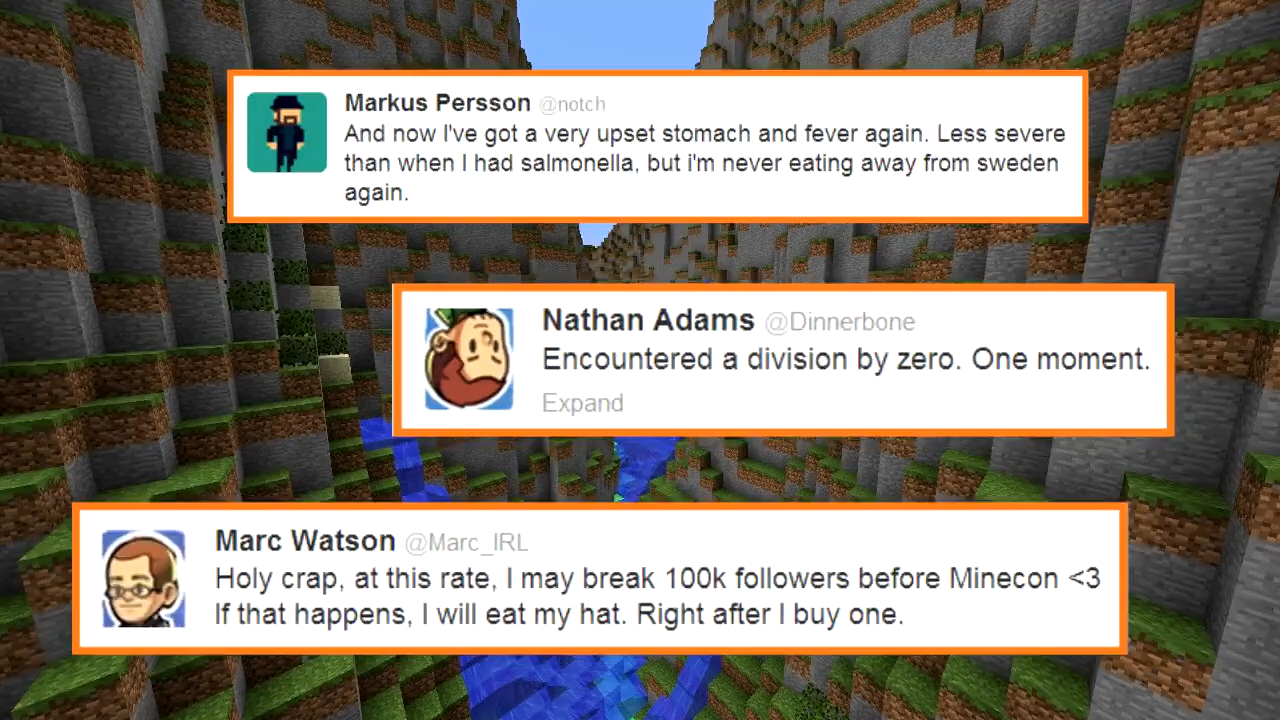 Markus Persson @notch
And now I've got a very upset stomach and fever again. Less severe
than when I had salmonella, but i'm never eating away from sweden
again.
Nathan Adams @Dinnerbone
Encountered a division by zero. One moment.
Expand
Marc Watson @Marc_IRL
Holy crap, at this rate, I may break 100k followers before Minecon <3
If that happens, I will eat my hat. Right after I buy one.